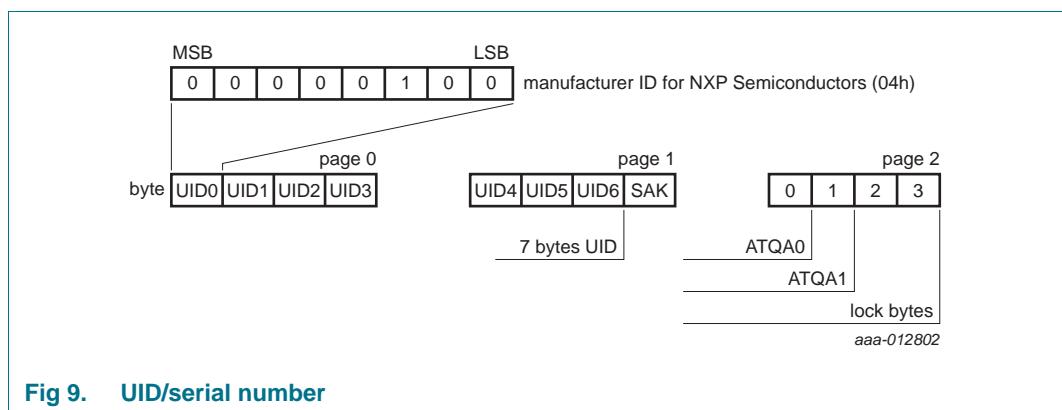 MSB LSB
0 0 0 0 0 1 0 0 manufacturer ID for NXP Semiconductors (04h)
page 0 page 1 page 2
byte UID0 UID1 UID2 UID3 UID4 UID5 UID6 SAK 0 1 2 3
7 bytes UID ATQA0
ATQA1
lock bytes
aaa-012802
Fig 9. UID/serial number